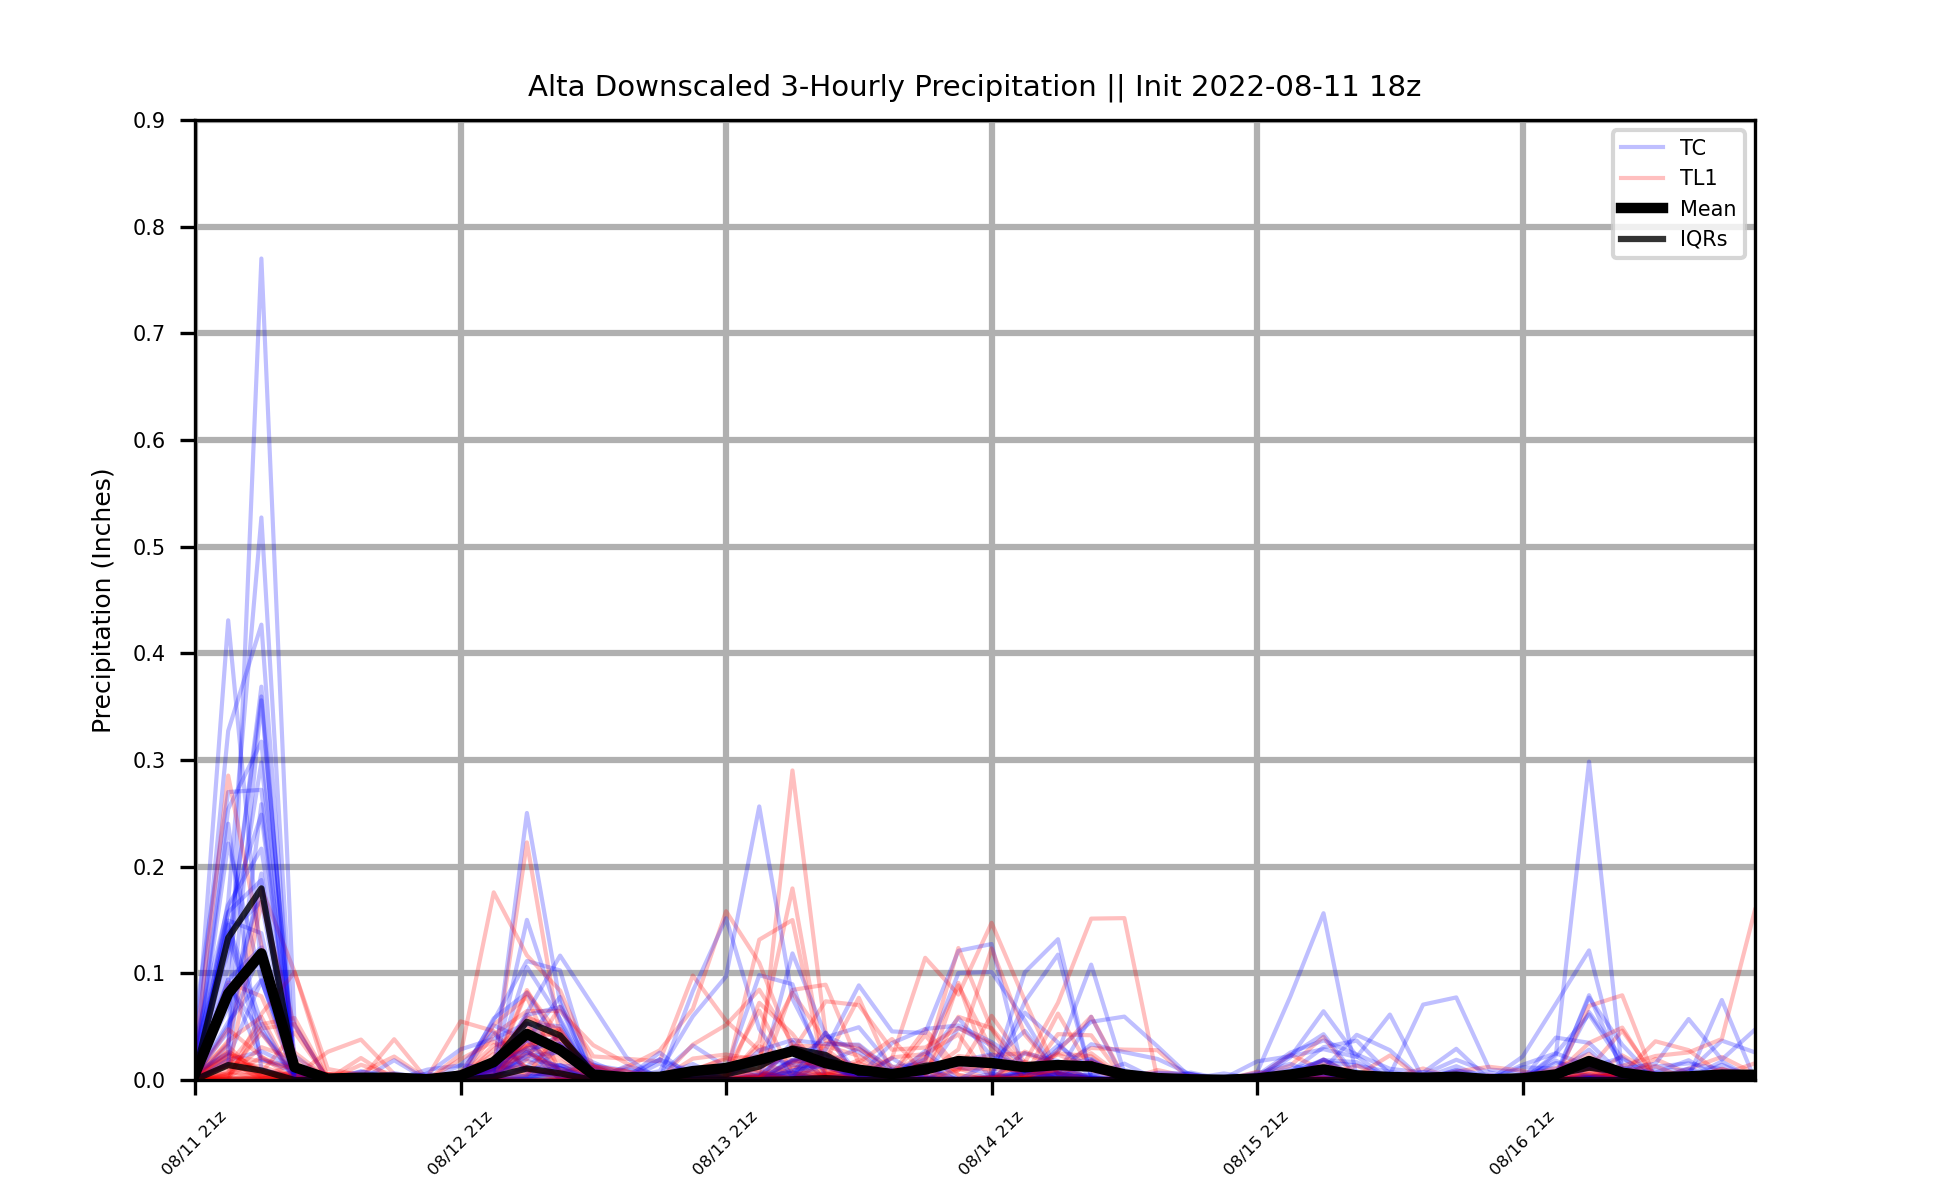 Alta Downscaled 3-Hourly Precipitation || Init 2022-08-11 18z
Precipitation (Inches)
0.9
0.8
0.7
0.6
0.5
0.4
0.3
0.2
0.1
0.0
TC
TL1
Mean
IQRs
08/11 21z
08/12 21z
08/13 21z
08/14 21z
08/15 21z
08/16 21z